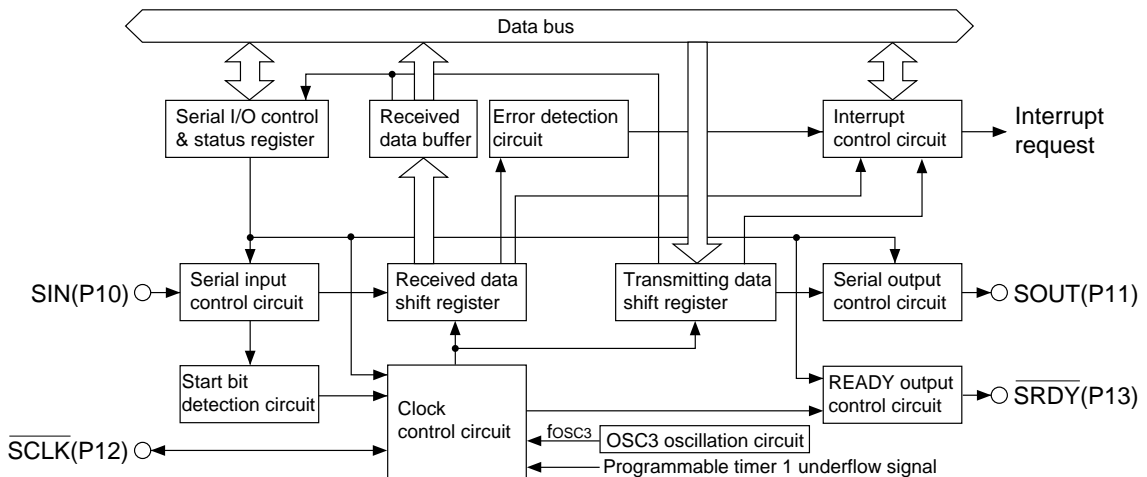 Data bus
Serial I/O control
& status register
Received
data buffer
Error detection
circuit
Interrupt
control circuit
Interrupt
request
SIN(P10)
Serial input
control circuit
Received data
shift register
Transmitting data
shift register
Serial output
control circuit
SOUT(P11)
Start bit
detection circuit
Clock
control circuit
READY output
control circuit
SRDY(P13)
SCLK(P12)
fOSC3
OSC3 oscillation circuit
Programmable timer 1 underflow signal